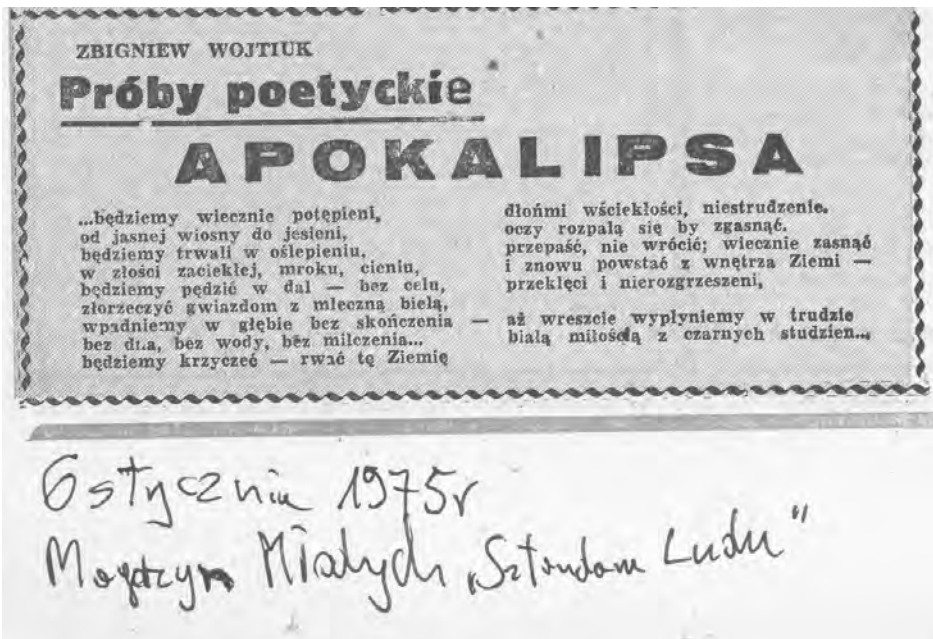 ZBIGNIEW WOJTIUK
Próby poetyckie
APOKALIPSA
...będziemy wiecznie potępieni,
od jasnej wiosny do jesieni,
będziemy trwali w oślepieniu,
w złości zaciekłej, mroku, cieniu,
będziemy pędzić w dal — bez celu,
złorzeczyć gwiazdom z mleczną bielą,
wpadniemy w głębie bez skończenia —
bez dna, bez wody, bez milczenia...
będziemy krzyczeć — rwać tę Ziemię
dłońmi wściekłości, niestrudzenie.
oczy rozpalą się by zgasnąć.
przepaść, nie wrócić; wiecznie zasnąć
i znowu powstać z wnętrza Ziemi —
przeklęci i nierozgrzeszeni,
aż wreszcie wypłyniemy w trudzie
białą miłością z czarnych studzien...
6 stycznia 1975r
Magazyn Młodych „Sztandar Ludu"